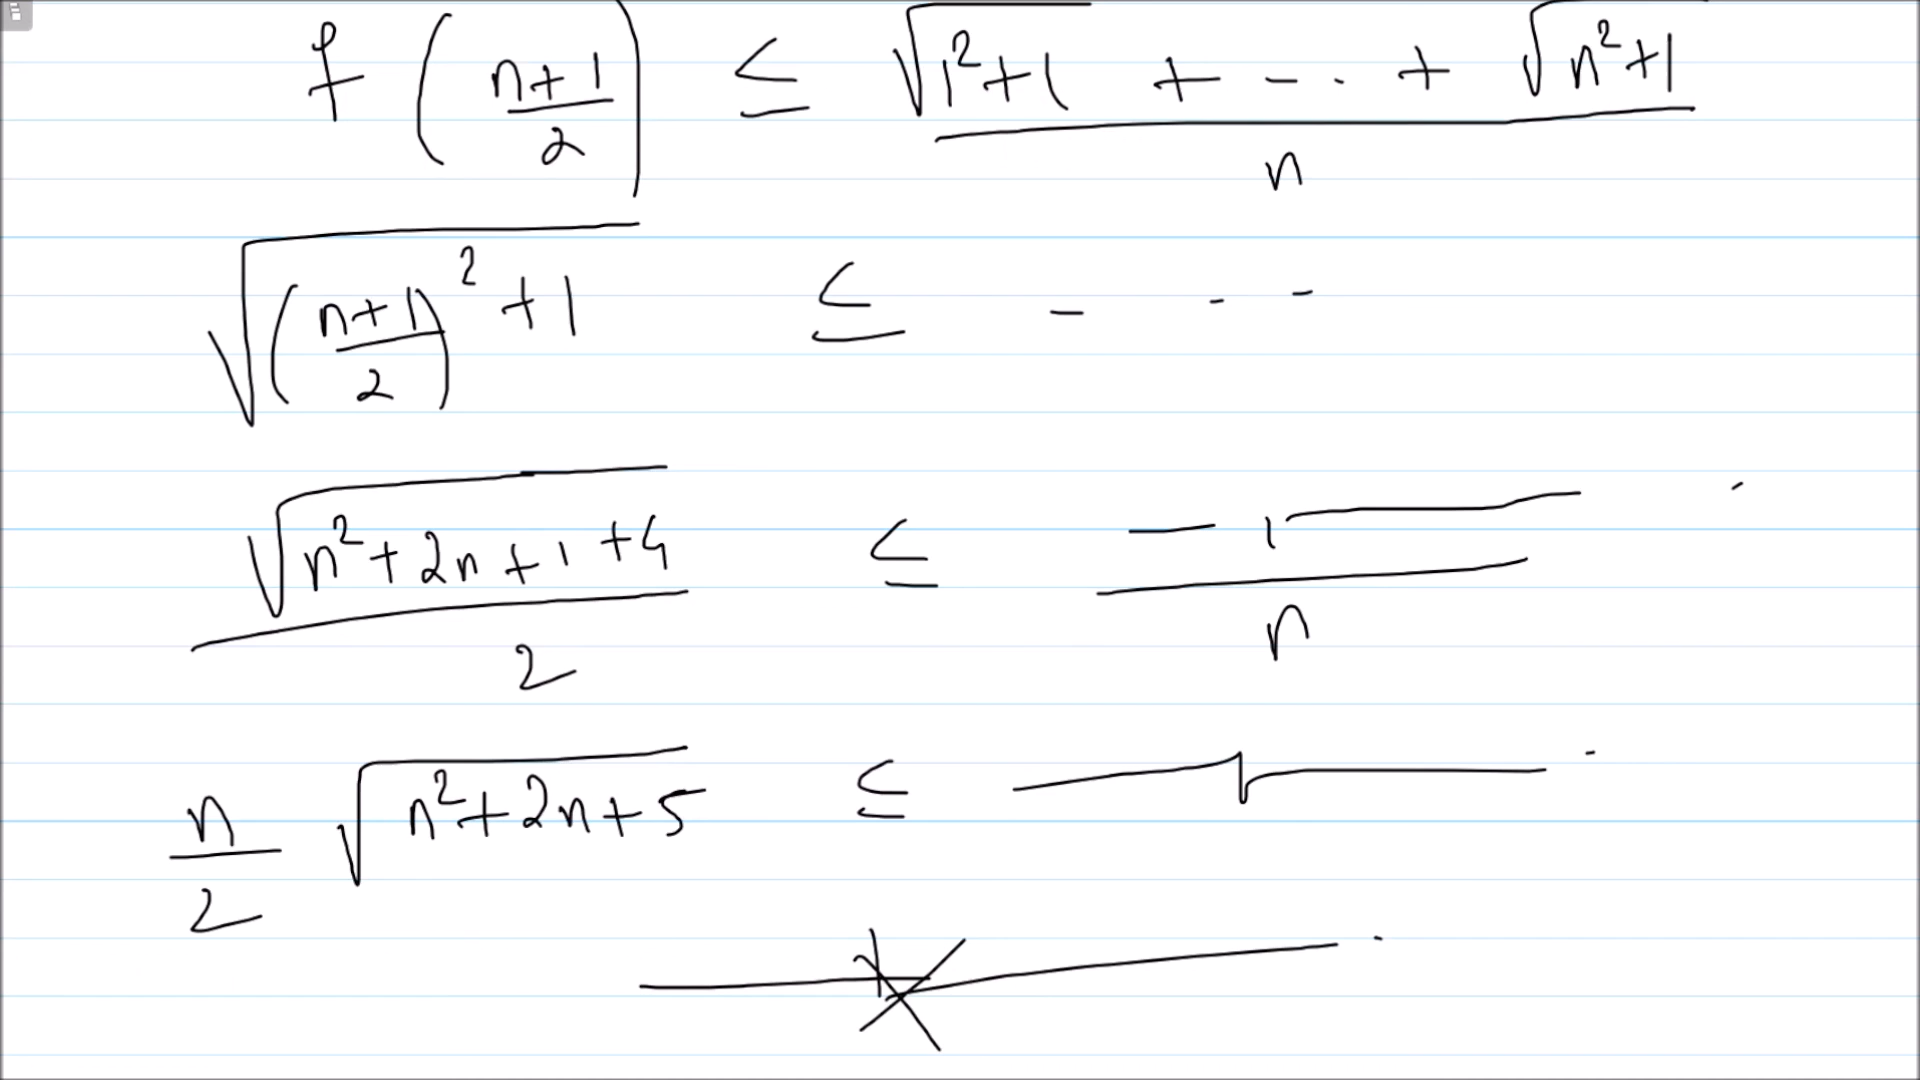 f ( (n+1)/2 ) ≤ (√(1²+1) + - - · + √(n²+1)) / n
√(((n+1)/2)² + 1) ≤ - - -
√(n² + 2n + 1 + 4) / 2 ≤ — / n
n/2 √(n² + 2n + 5) ≤ —